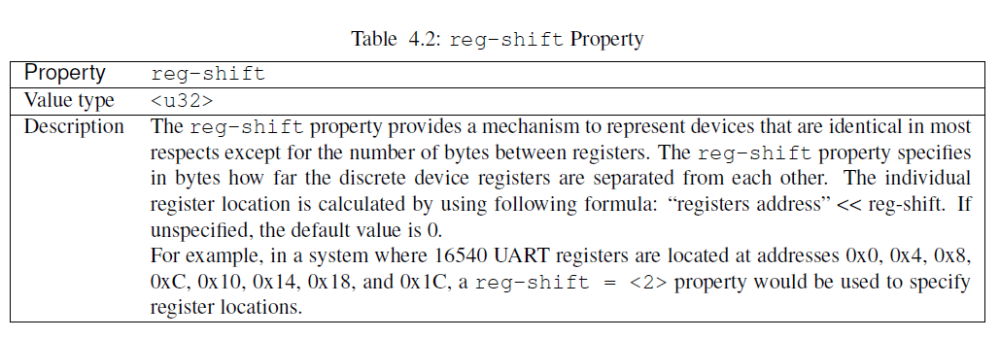 Table 4.2: reg-shift Property
Property reg-shift
Value type <u32>
Description The reg-shift property provides a mechanism to represent devices that are identical in most
respects except for the number of bytes between registers. The reg-shift property specifies
in bytes how far the discrete device registers are separated from each other. The individual
register location is calculated by using following formula: “registers address” << reg-shift. If
unspecified, the default value is 0.
For example, in a system where 16540 UART registers are located at addresses 0x0, 0x4, 0x8,
0xC, 0x10, 0x14, 0x18, and 0x1C, a reg-shift = <2> property would be used to specify
register locations.